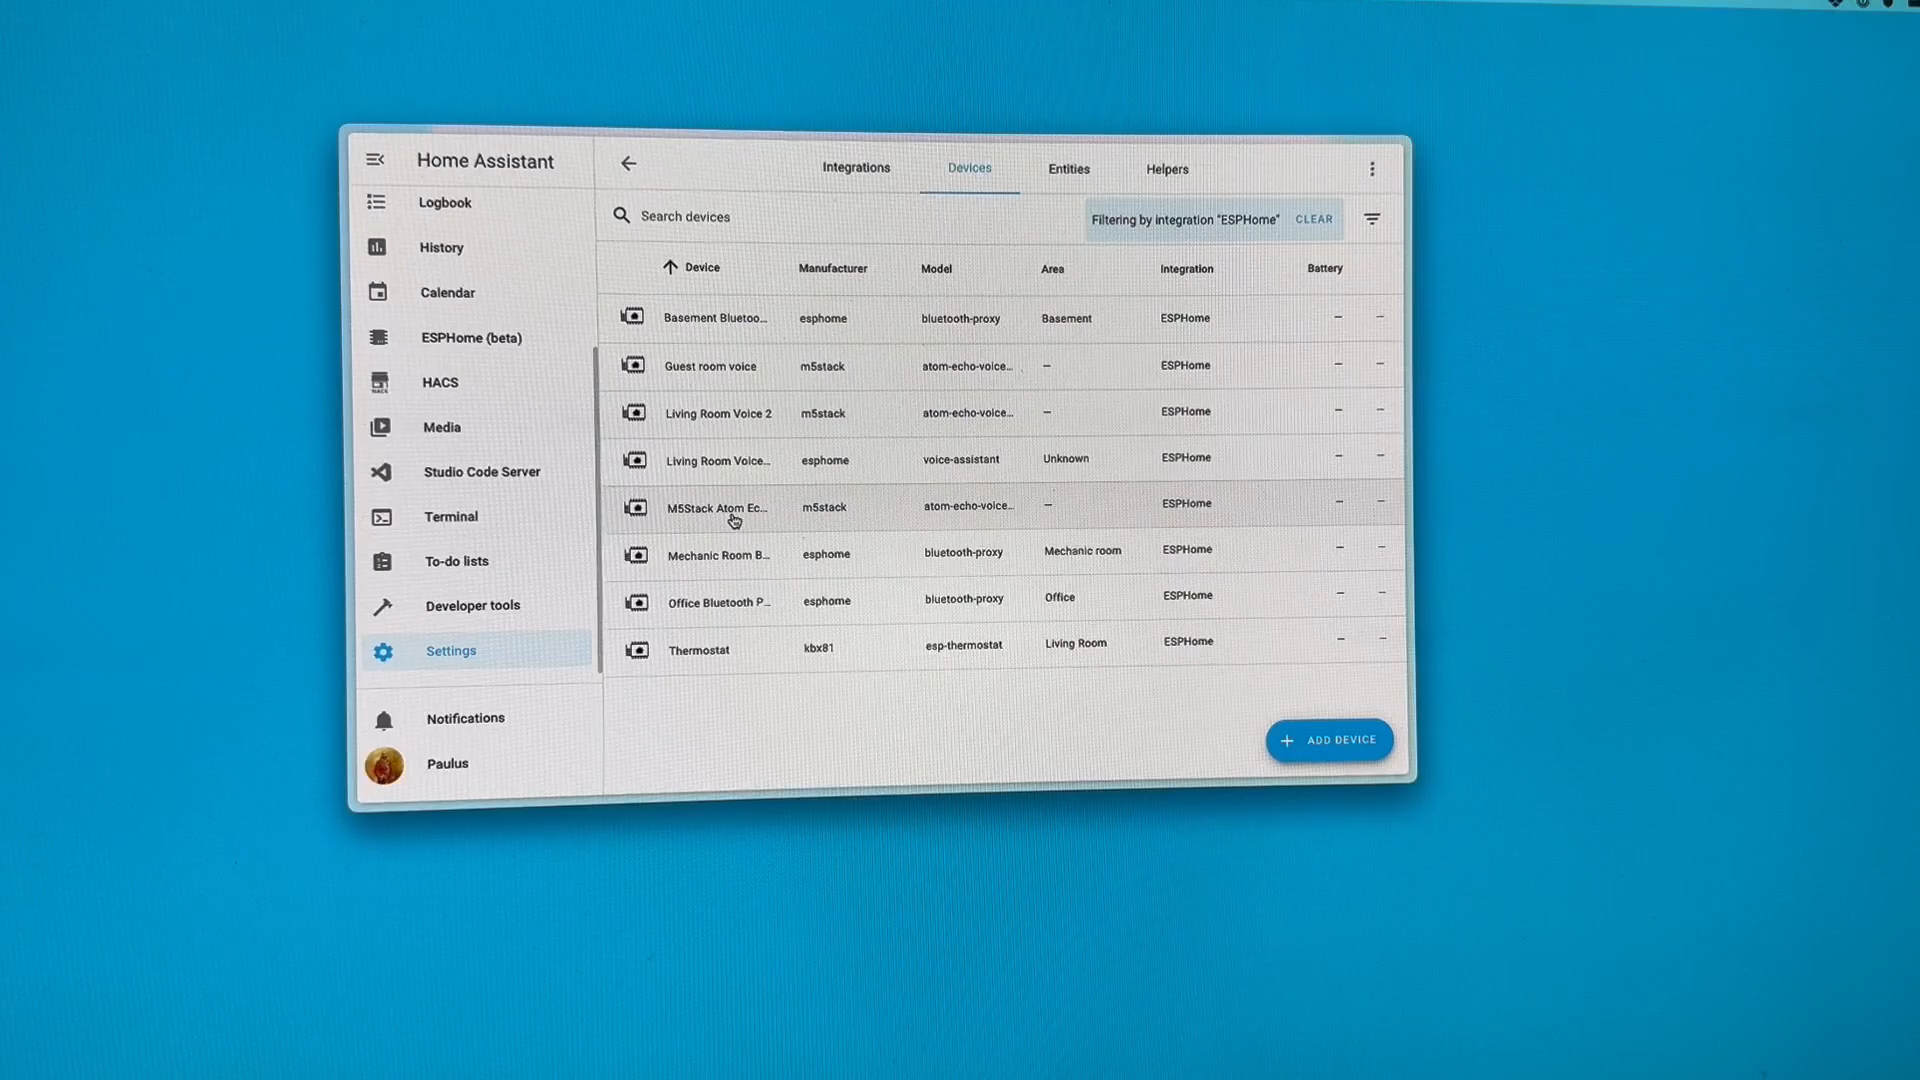 Home Assistant
Logbook
History
Calendar
ESPHome (beta)
HACS
Media
Studio Code Server
Terminal
To-do lists
Developer tools
Settings
Notifications
Paulus
Integrations Devices Entities Helpers
Search devices
Filtering by integration "ESPHome" CLEAR
Device Manufacturer Model Area Integration Battery
Basement Bluetoo... esphome bluetooth-proxy Basement ESPHome – –
Guest room voice m5stack atom-echo-voice... – ESPHome – –
Living Room Voice 2 m5stack atom-echo-voice... – ESPHome – –
Living Room Voice... esphome voice-assistant Unknown ESPHome – –
M5Stack Atom Ec... m5stack atom-echo-voice... – ESPHome – –
Mechanic Room B... esphome bluetooth-proxy Mechanic room ESPHome – –
Office Bluetooth P... esphome bluetooth-proxy Office ESPHome – –
Thermostat kbx81 esp-thermostat Living Room ESPHome – –
+ ADD DEVICE